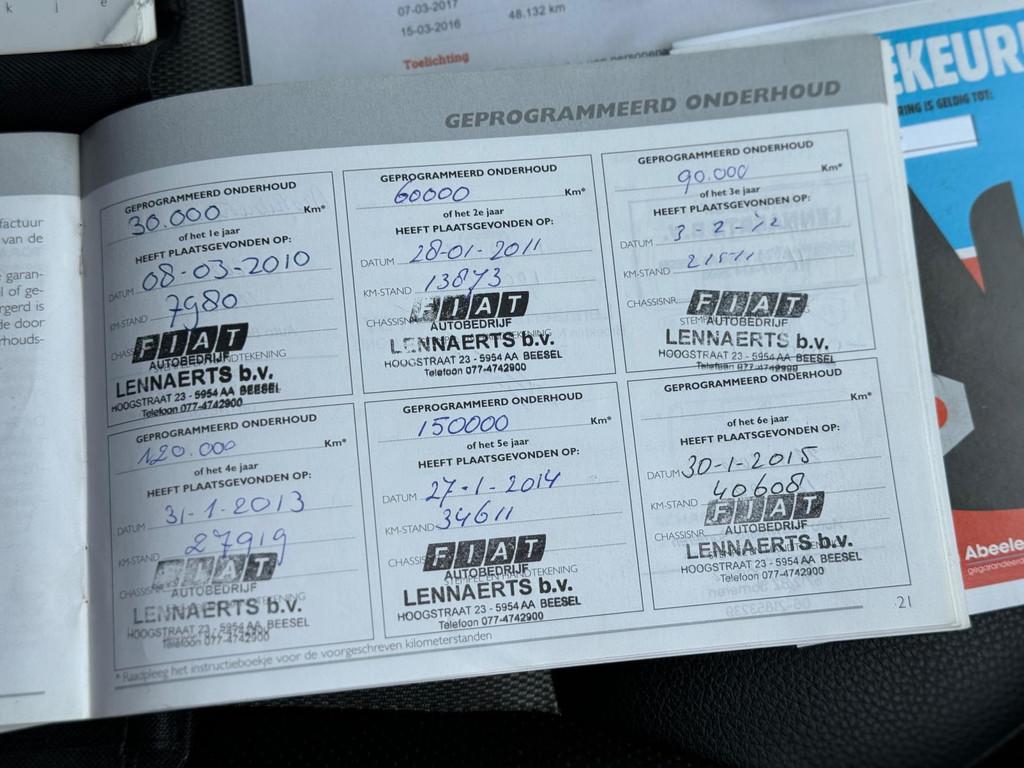 k j e
07-03-2017
15-03-2016
48.132 km
Toelichting
personen
EKEUR
RING IS GELDIG TOT:
GEPROGRAMMEERD ONDERHOUD
factuur
van de
garan-
of ge-
rgerd is
de door
rhouds-
GEPROGRAMMEERD ONDERHOUD
30.000 Km*
of het 1e jaar
HEEFT PLAATSGEVONDEN OP:
DATUM 08-03-2010
KM-STAND 7980
FIAT
AUTOBEDRIJF
LENNAERTS b.v.
HOOGSTRAAT 23 - 5954 AA BEESEL
Telefoon 077-4742900
GEPROGRAMMEERD ONDERHOUD
60000 Km*
of het 2e jaar
HEEFT PLAATSGEVONDEN OP:
DATUM 28-01-2011
KM-STAND 13873
CHASSISNR.
FIAT
AUTOBEDRIJF
LENNAERTS b.v.
HOOGSTRAAT 23 - 5954 AA BEESEL
Telefoon 077-4742900
GEPROGRAMMEERD ONDERHOUD
90.000 Km*
of het 3e jaar
HEEFT PLAATSGEVONDEN OP:
DATUM 3-2-12
KM-STAND
CHASSISNR.
FIAT
AUTOBEDRIJF
LENNAERTS b.v.
HOOGSTRAAT 23 - 5954 AA BEESEL
Telefoon 077-4742900
GEPROGRAMMEERD ONDERHOUD
120.000 Km*
of het 4e jaar
HEEFT PLAATSGEVONDEN OP:
DATUM 31-1-2013
KM-STAND 27919
CHASSISNR.
FIAT
AUTOBEDRIJF
LENNAERTS b.v.
HOOGSTRAAT 23 - 5954 AA BEESEL
Telefoon 077-4742900
GEPROGRAMMEERD ONDERHOUD
150000 Km*
of het 5e jaar
HEEFT PLAATSGEVONDEN OP:
DATUM 27-1-2014
KM-STAND 34611
CHASSISNR.
FIAT
AUTOBEDRIJF
STEMPEL EN HANDTEKENING
LENNAERTS b.v.
HOOGSTRAAT 23 - 5954 AA BEESEL
Telefoon 077-4742900
GEPROGRAMMEERD ONDERHOUD
Km*
of het 6e jaar
HEEFT PLAATSGEVONDEN OP:
DATUM 30-1-2015
KM-STAND 40608
CHASSISNR.
FIAT
AUTOBEDRIJF
LENNAERTS b.v.
HOOGSTRAAT 23 - 5954 AA BEESEL
Telefoon 077-4742900
* Raadpleeg het instructieboekje voor de voorgeschreven kilometerstanden
21
Abeele
gegarandeerd